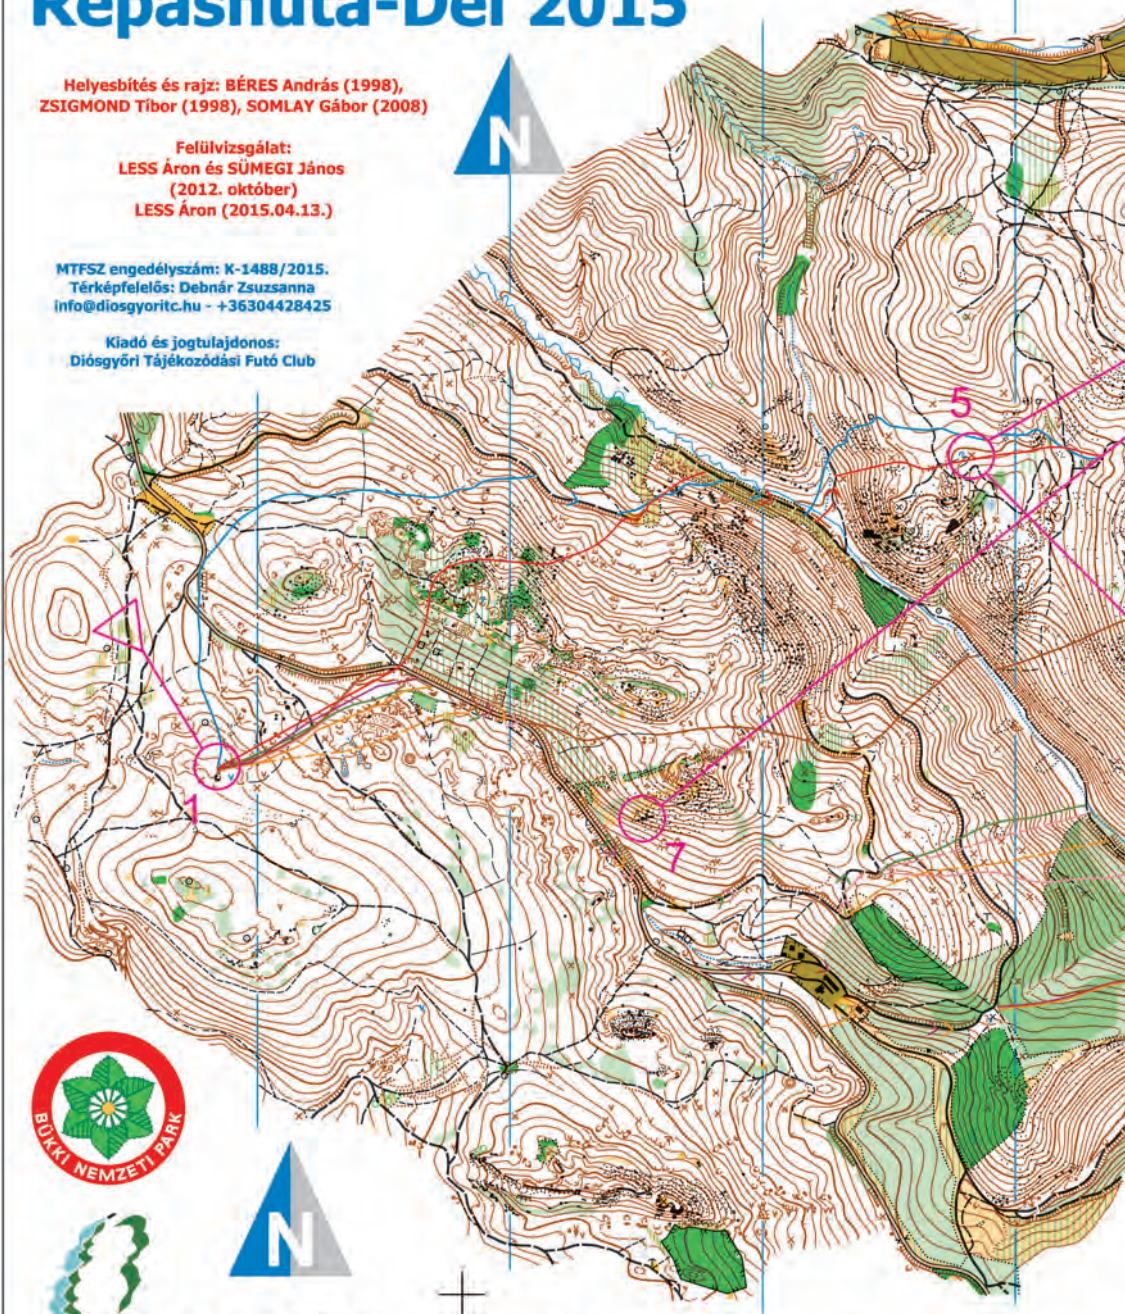 Répáshuta-Dél 2015
Helyesbítés és rajz: BÉRES András (1998),
ZSIGMOND Tibor (1998), SOMLAY Gábor (2008)
Felülvizsgálat:
LESS Áron és SÜMEGI János
(2012. október)
LESS Áron (2015.04.13.)
MTFSZ engedélyszám: K-1488/2015.
Térképfelelős: Debnár Zsuzsanna
info@diosgyoritc.hu - +36304428425
Kiadó és jogtulajdonos:
Diósgyőri Tájékozódási Futó Club
N
5
1
7
BÜKKI NEMZETI PARK
N